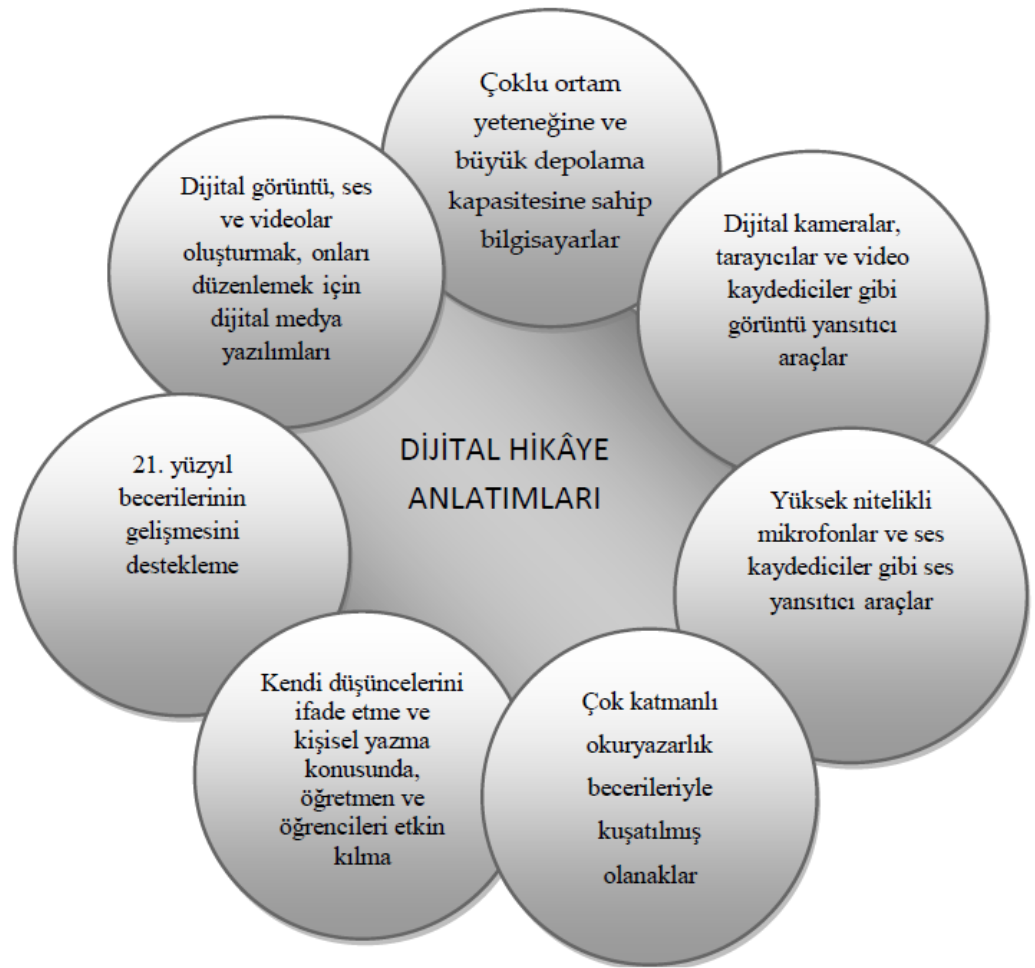 Çoklu ortam
yeteneğine ve
büyük depolama
kapasitesine sahip
bilgisayarlar
Dijital kameralar,
tarayıcılar ve video
kaydediciler gibi
görüntü yansıtıcı
araçlar
Yüksek nitelikli
mikrofonlar ve ses
kaydediciler gibi ses
yansıtıcı araçlar
Çok katmanlı
okuryazarlık
becerileriyle
kuşatılmış
olanaklar
Kendi düşüncelerini
ifade etme ve
kişisel yazma
konusunda,
öğretmen ve
öğrencileri etkin
kılma
21. yüzyıl
becerilerinin
gelişmesini
destekleme
Dijital görüntü, ses
ve videolar
oluşturmak, onları
düzenlemek için
dijital medya
yazılımları
DİJİTAL HİKÂYE
ANLATIMLARI